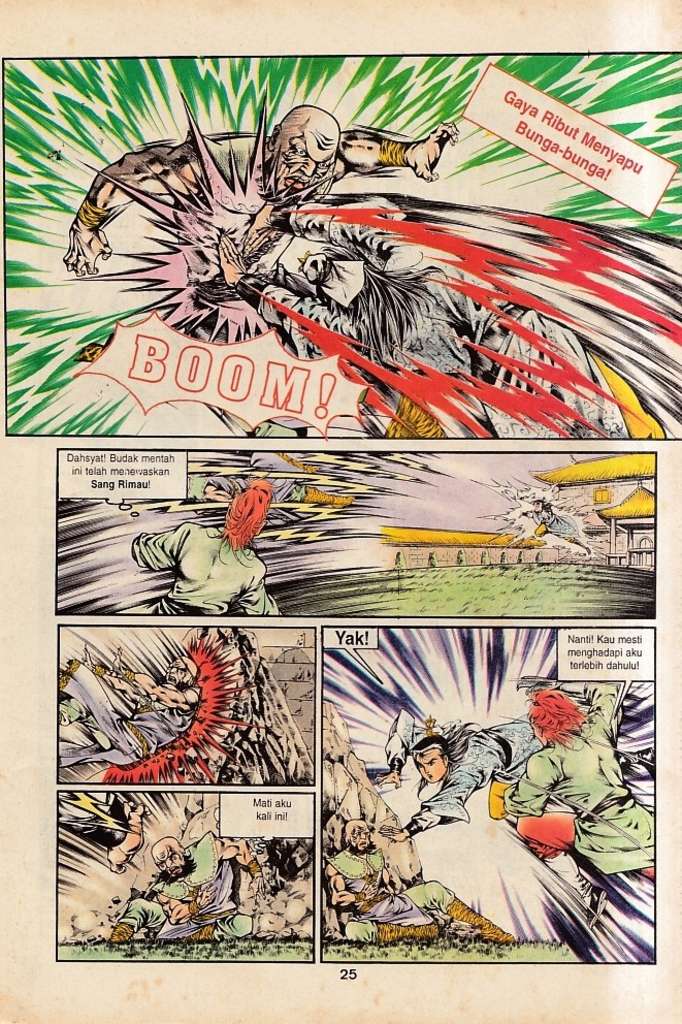 Gaya Ribut Menyapu
Bunga-bunga!
BOOM!
Dahsyat! Budak mentah
ini telah menewaskan
Sang Rimau!
Yak!
Nanti! Kau mesti
menghadapi aku
terlebih dahulu!
Mati aku
kali ini!
25